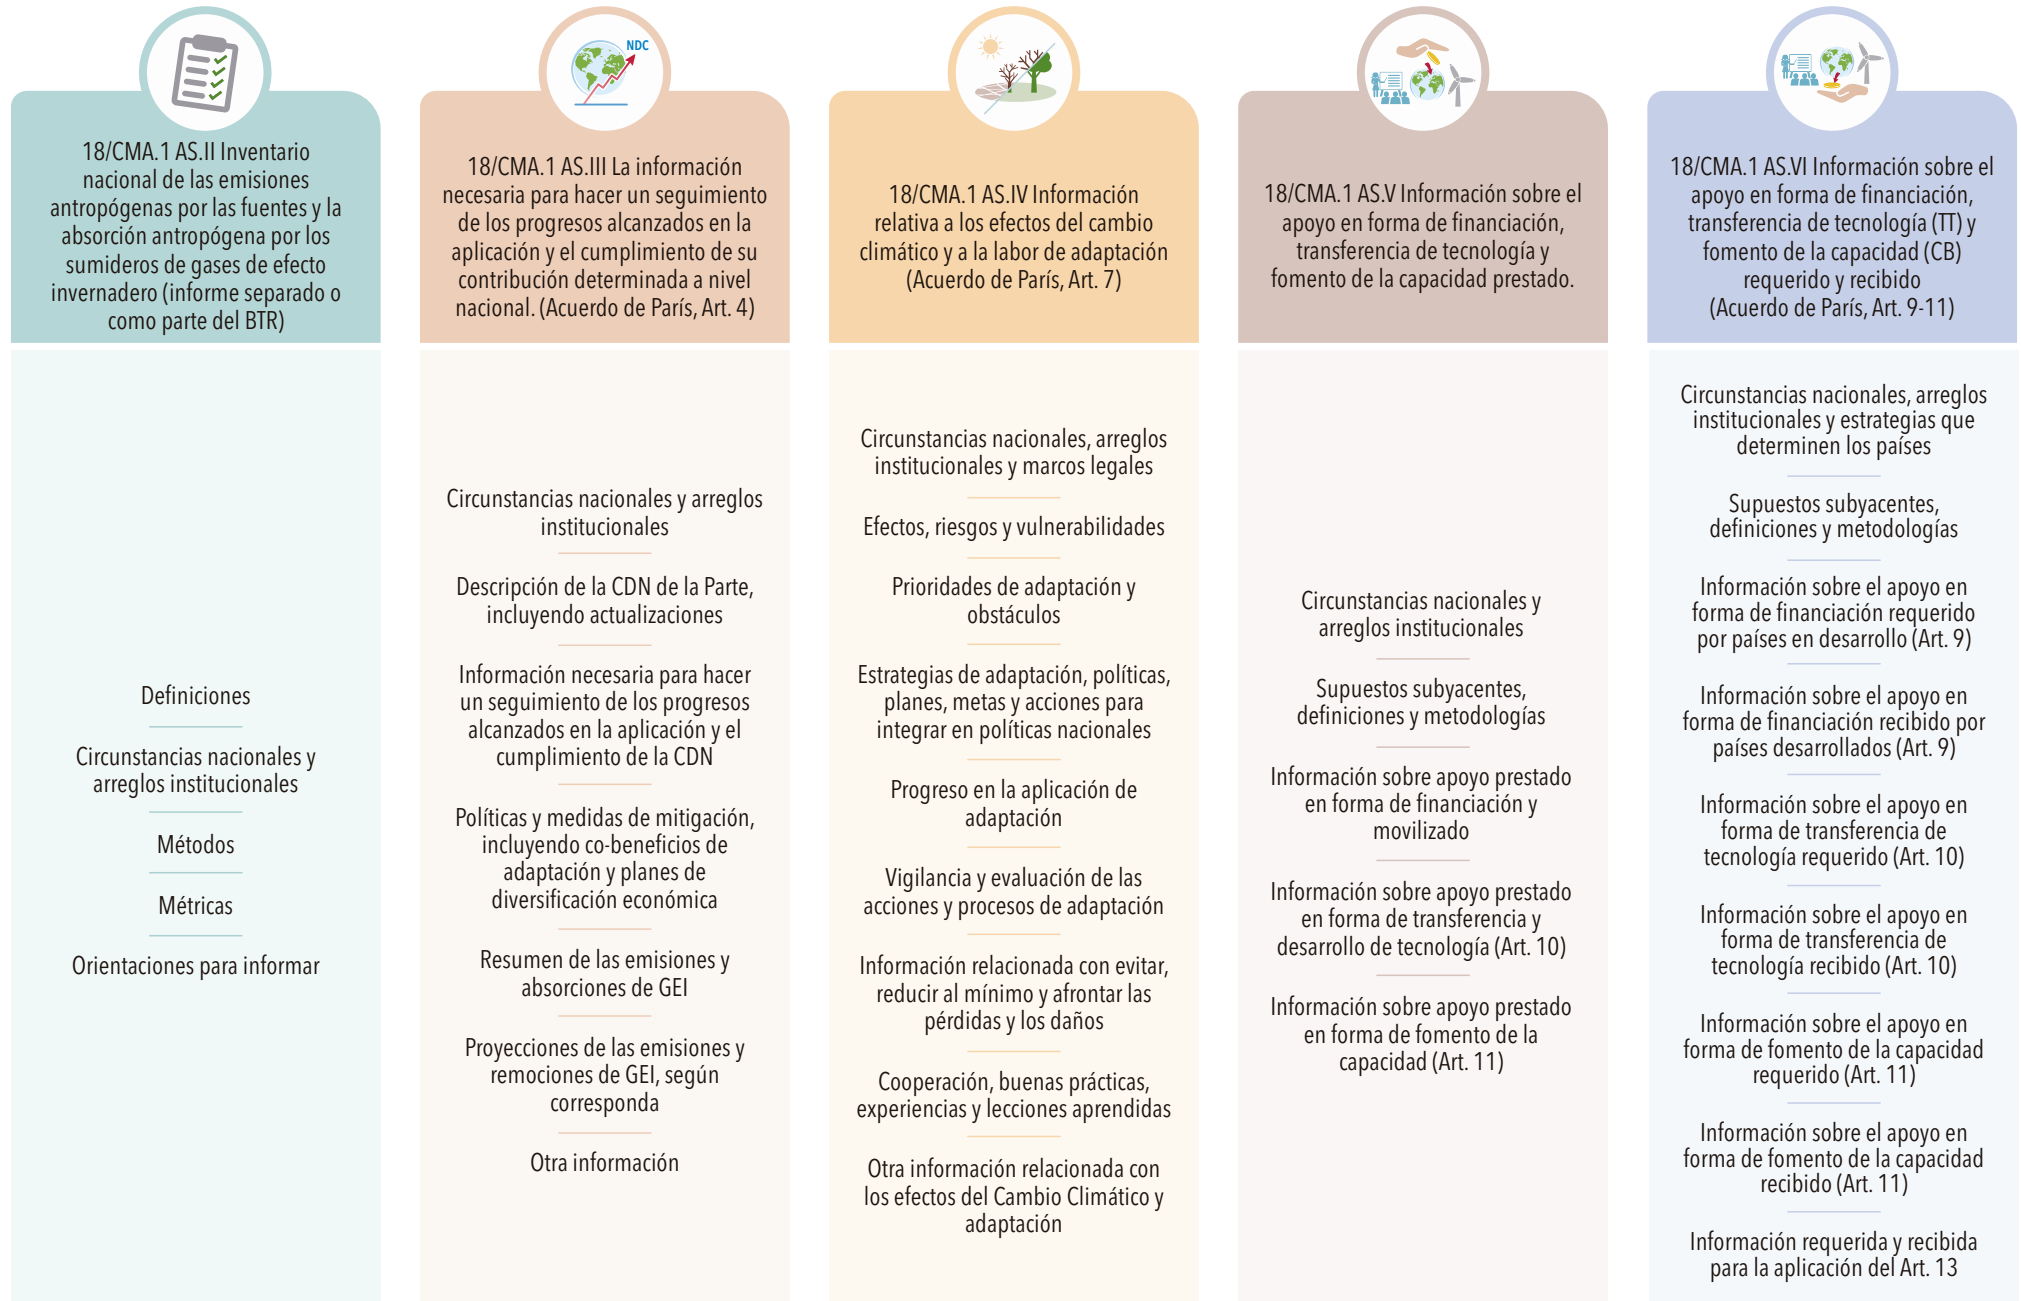 NDC
18/CMA.1 AS.II Inventario
nacional de las emisiones
antropógenas por las fuentes y la
absorción antropógena por los
sumideros de gases de efecto
invernadero (informe separado o
como parte del BTR)
Definiciones
Circunstancias nacionales y
arreglos institucionales
Métodos
Métricas
Orientaciones para informar
18/CMA.1 AS.III La información
necesaria para hacer un seguimiento
de los progresos alcanzados en la
aplicación y el cumplimiento de su
contribución determinada a nivel
nacional. (Acuerdo de París, Art. 4)
Circunstancias nacionales y arreglos
institucionales
Descripción de la CDN de la Parte,
incluyendo actualizaciones
Información necesaria para hacer
un seguimiento de los progresos
alcanzados en la aplicación y el
cumplimiento de la CDN
Políticas y medidas de mitigación,
incluyendo co-beneficios de
adaptación y planes de
diversificación económica
Resumen de las emisiones y
absorciones de GEI
Proyecciones de las emisiones y
remociones de GEI, según
corresponda
Otra información
18/CMA.1 AS.IV Información
relativa a los efectos del cambio
climático y a la labor de adaptación
(Acuerdo de París, Art. 7)
Circunstancias nacionales, arreglos
institucionales y marcos legales
Efectos, riesgos y vulnerabilidades
Prioridades de adaptación y
obstáculos
Estrategias de adaptación, políticas,
planes, metas y acciones para
integrar en políticas nacionales
Progreso en la aplicación de
adaptación
Vigilancia y evaluación de las
acciones y procesos de adaptación
Información relacionada con evitar,
reducir al mínimo y afrontar las
pérdidas y los daños
Cooperación, buenas prácticas,
experiencias y lecciones aprendidas
Otra información relacionada con
los efectos del Cambio Climático y
adaptación
18/CMA.1 AS.V Información sobre el
apoyo en forma de financiación,
transferencia de tecnología y
fomento de la capacidad prestado.
Circunstancias nacionales y
arreglos institucionales
Supuestos subyacentes,
definiciones y metodologías
Información sobre apoyo prestado
en forma de financiación y
movilizado
Información sobre apoyo prestado
en forma de transferencia y
desarrollo de tecnología (Art. 10)
Información sobre apoyo prestado
en forma de fomento de la
capacidad (Art. 11)
18/CMA.1 AS.VI Información sobre el
apoyo en forma de financiación,
transferencia de tecnología (TT) y
fomento de la capacidad (CB)
requerido y recibido
(Acuerdo de París, Art. 9-11)
Circunstancias nacionales, arreglos
institucionales y estrategias que
determinen los países
Supuestos subyacentes,
definiciones y metodologías
Información sobre el apoyo en
forma de financiación requerido
por países en desarrollo (Art. 9)
Información sobre el apoyo en
forma de financiación recibido por
países desarrollados (Art. 9)
Información sobre el apoyo en
forma de transferencia de
tecnología requerido (Art. 10)
Información sobre el apoyo en
forma de transferencia de
tecnología recibido (Art. 10)
Información sobre el apoyo en
forma de fomento de la capacidad
requerido (Art. 11)
Información sobre el apoyo en
forma de fomento de la capacidad
recibido (Art. 11)
Información requerida y recibida
para la aplicación del Art. 13